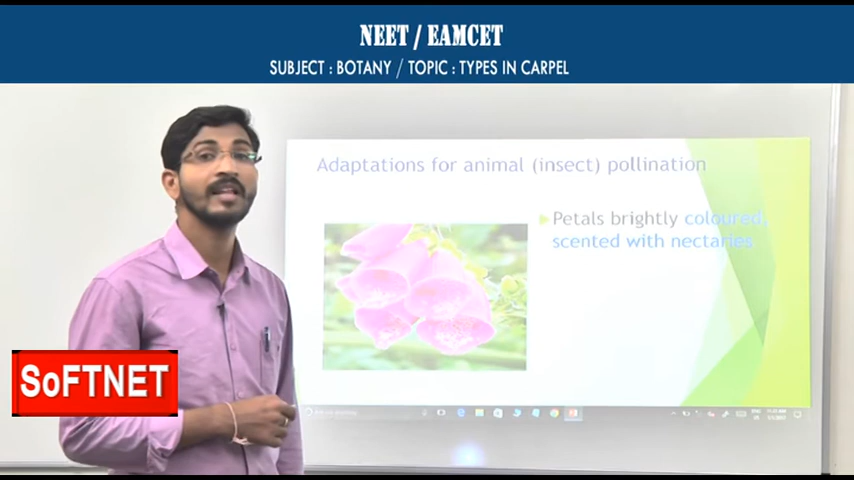 NEET / EAMCET
SUBJECT : BOTANY / TOPIC : TYPES IN CARPEL
Adaptations for animal (insect) pollination
Petals brightly coloured,
scented with nectaries
SoFTNET